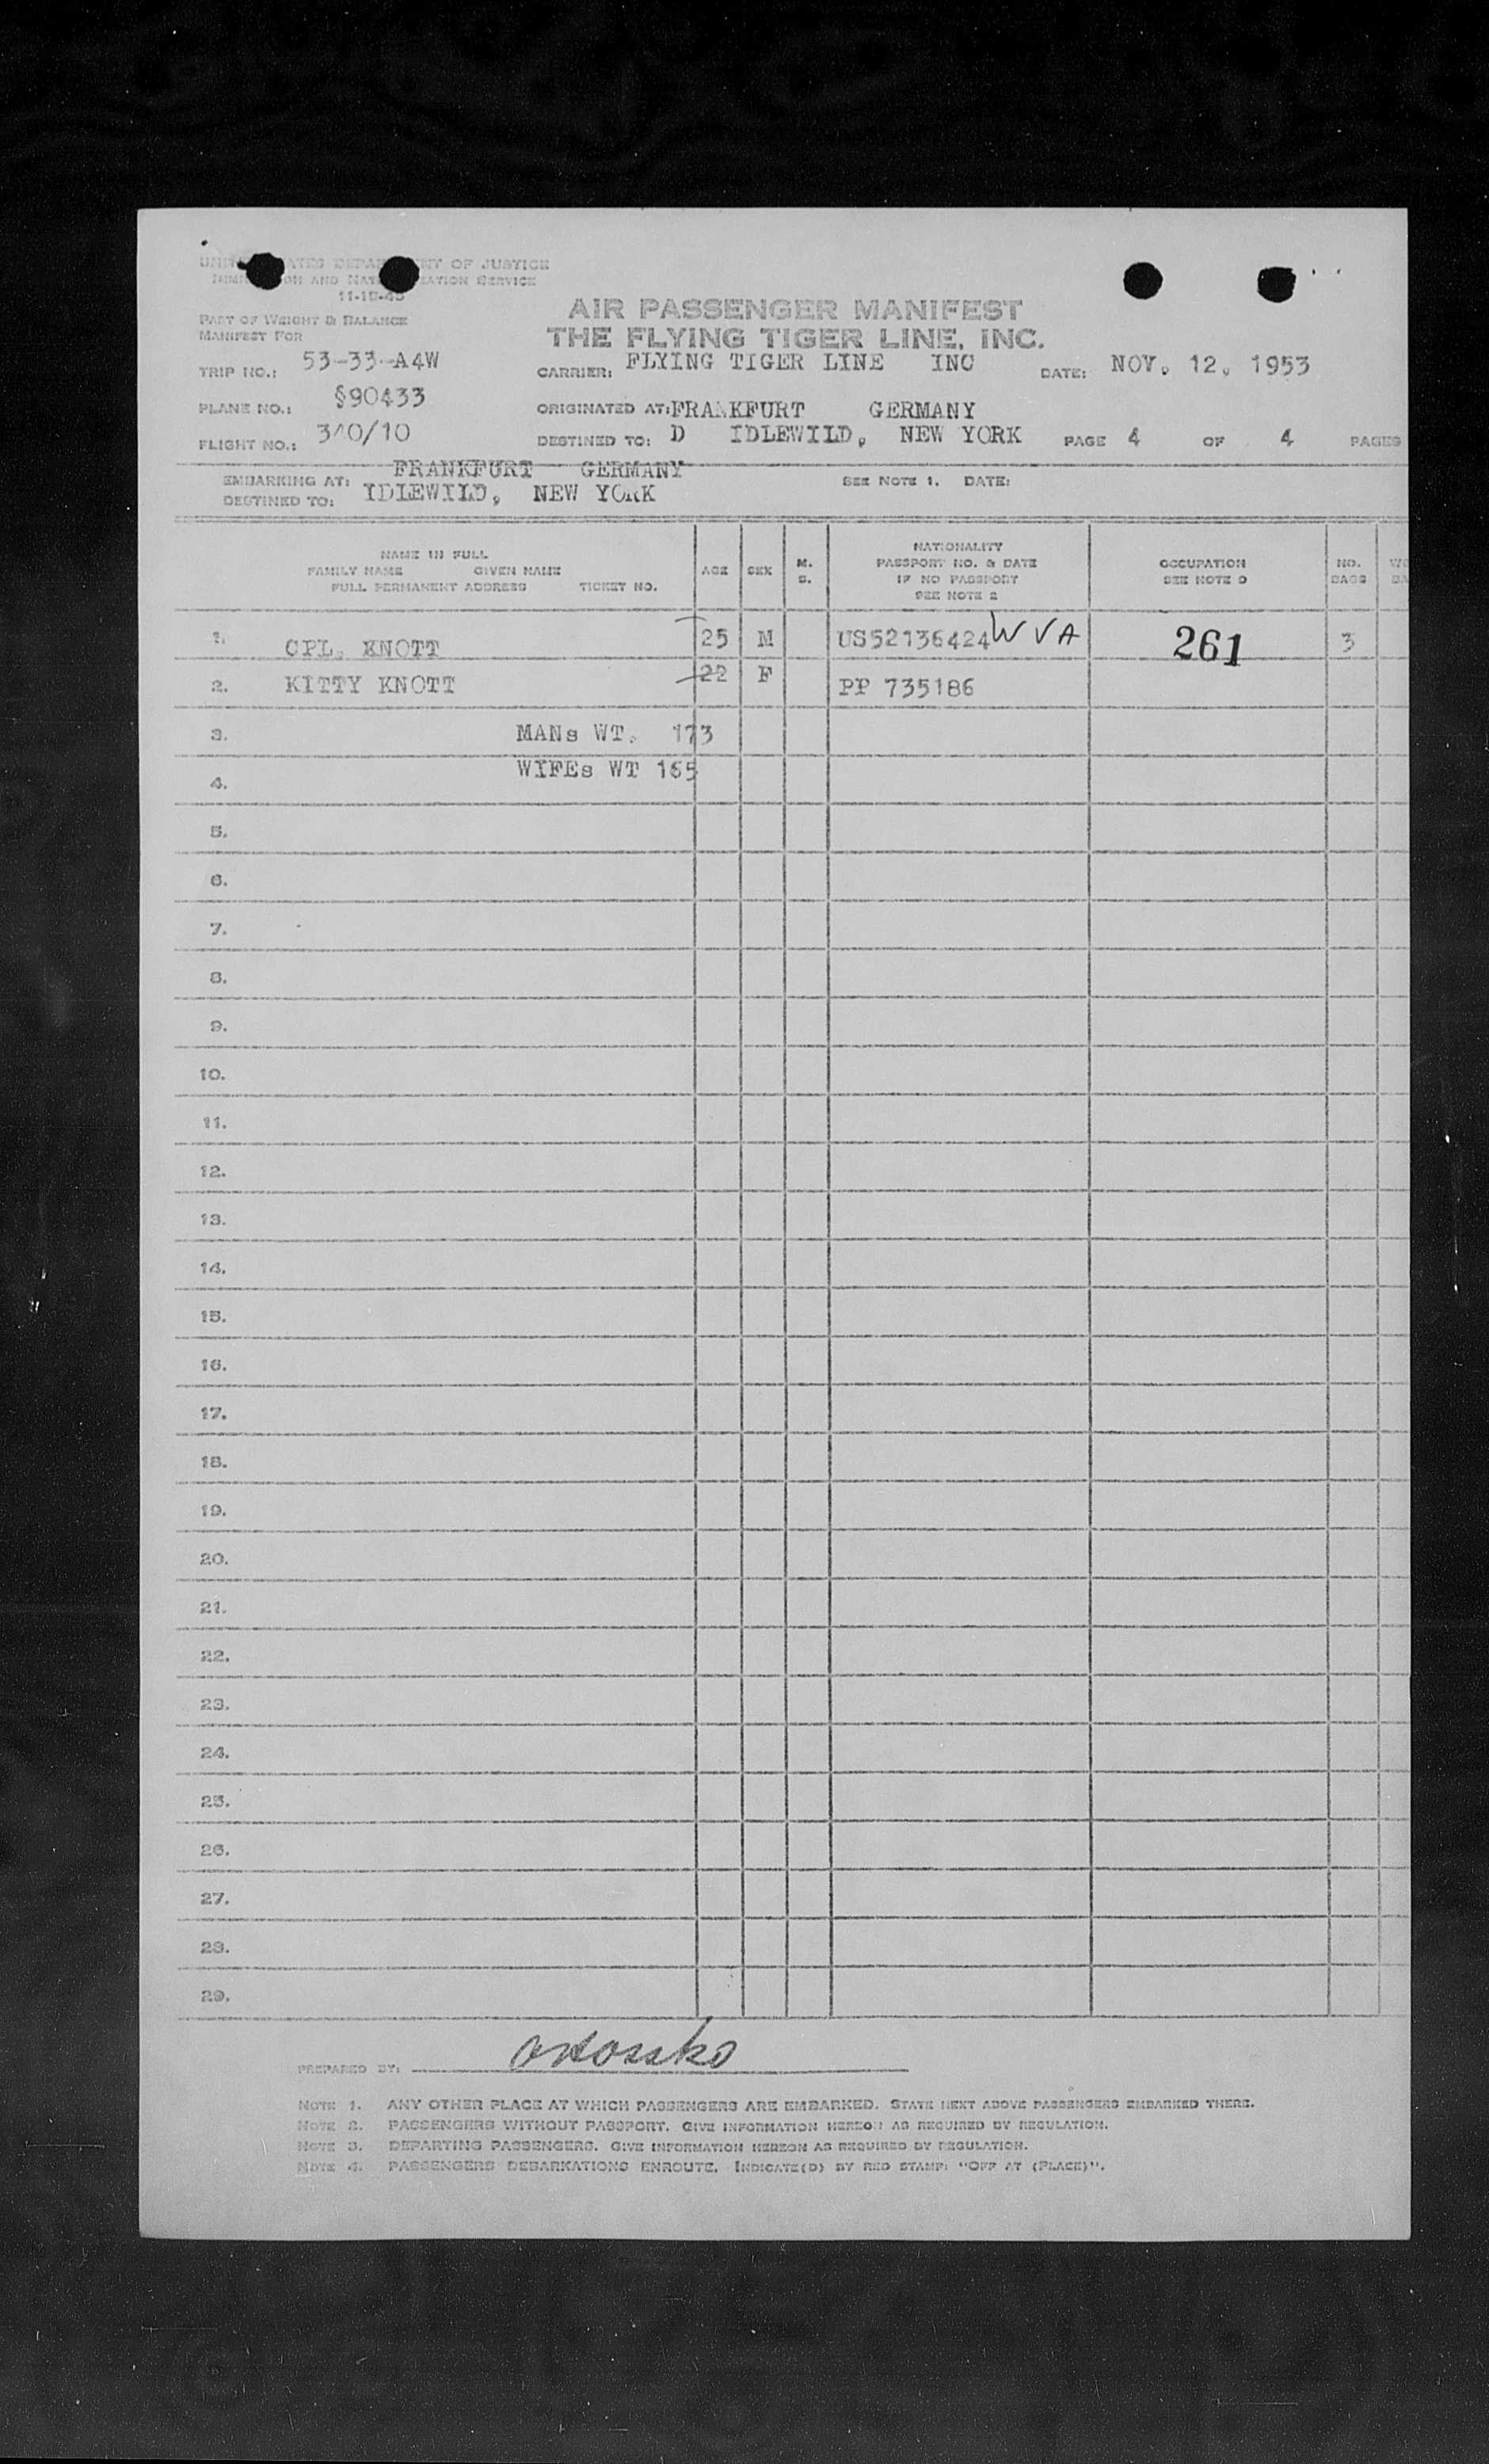 UNITED STATES DEPARTMENT OF JUSTICE
IMMIGRATION AND NATURALIZATION SERVICE
11-15-45
PART OF WEIGHT & BALANCE
MANIFEST FOR
AIR PASSENGER MANIFEST
THE FLYING TIGER LINE, INC.
TRIP NO.: 53-33-A4W CARRIER: FLYING TIGER LINE INC DATE: NOV. 12, 1953
PLANE NO.: §90433 ORIGINATED AT: FRANKFURT GERMANY
FLIGHT NO.: 340/10 DESTINED TO: D IDLEWILD, NEW YORK PAGE 4 OF 4 PAGES
EMBARKING AT: FRANKFURT GERMANY SEE NOTE 1. DATE:
DESTINED TO: IDLEWILD, NEW YORK
NAME IN FULL
FAMILY NAME GIVEN NAME
FULL PERMANENT ADDRESS TICKET NO.
AGE SEX M. S.
NATIONALITY
PASSPORT NO. & DATE
IF NO PASSPORT
SEE NOTE 2
OCCUPATION
SEE NOTE 3
NO.
BAGS
1. CPL. KNOTT 25 M US52136424 W VA 261 3
2. KITTY KNOTT 22 F PP 735186
3. MANs WT. 173
4. WIFEs WT 165
5.
6.
7.
8.
9.
10.
11.
12.
13.
14.
15.
16.
17.
18.
19.
20.
21.
22.
23.
24.
25.
26.
27.
28.
29.
PREPARED BY:
NOTE 1. ANY OTHER PLACE AT WHICH PASSENGERS ARE EMBARKED. STATE NEXT ABOVE PASSENGERS EMBARKED THERE.
NOTE 2. PASSENGERS WITHOUT PASSPORT. GIVE INFORMATION HEREON AS REQUIRED BY REGULATION.
NOTE 3. DEPARTING PASSENGERS. GIVE INFORMATION HEREON AS REQUIRED BY REGULATION.
NOTE 4. PASSENGERS DEBARKATIONS ENROUTE. INDICATE(D) BY RED STAMP: "OFF AT (PLACE)".